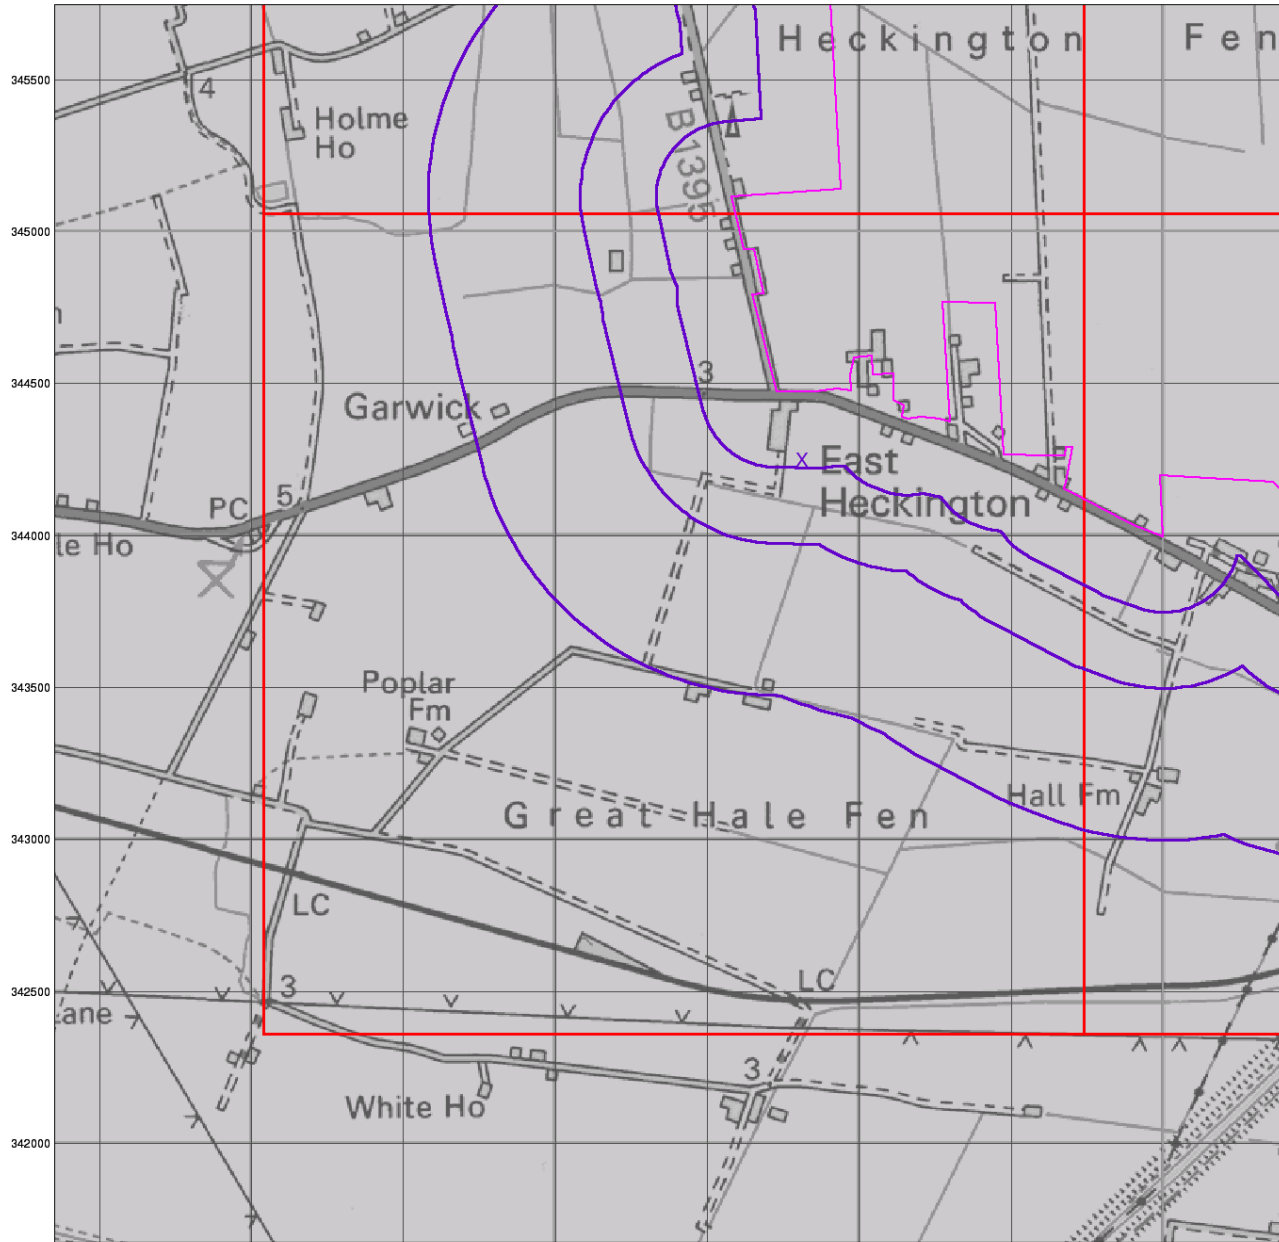 Heckington Fen
345500
4
Holme
Ho
B 1395
345000
3
344500
Garwick
East
Heckington
X
PC
5
344000
le Ho
343500
Poplar
Fm
Hall Fm
Great Hale Fen
343000
LC
LC
342500
3
ane
3
White Ho
342000